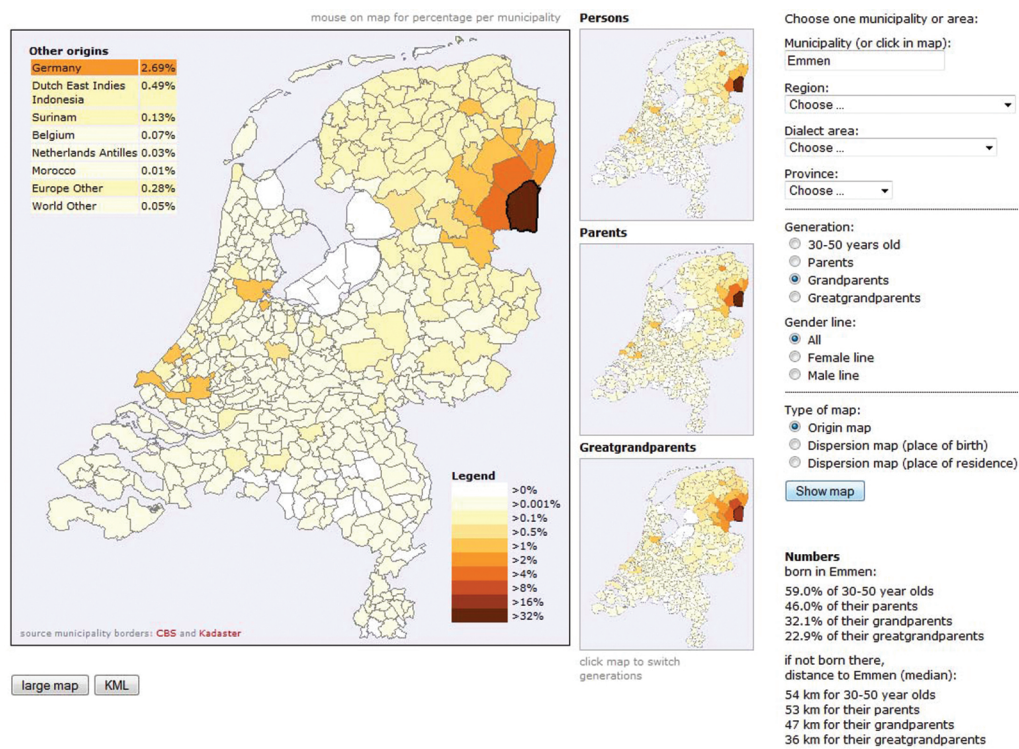 mouse on map for percentage per municipality
Other origins
Germany 2.69%
Dutch East Indies 0.49%
Indonesia
Surinam 0.13%
Belgium 0.07%
Netherlands Antilles 0.03%
Morocco 0.01%
Europe Other 0.28%
World Other 0.05%
Legend
>0%
>0.001%
>0.1%
>0.5%
>1%
>2%
>4%
>8%
>16%
>32%
source municipality borders: CBS and Kadaster
large map KML
Persons
Parents
Greatgrandparents
click map to switch
generations
Choose one municipality or area:
Municipality (or click in map):
Emmen
Region:
Choose ...
Dialect area:
Choose ...
Province:
Choose ...
Generation:
30-50 years old
Parents
Grandparents
Greatgrandparents
Gender line:
All
Female line
Male line
Type of map:
Origin map
Dispersion map (place of birth)
Dispersion map (place of residence)
Show map
Numbers
born in Emmen:
59.0% of 30-50 year olds
46.0% of their parents
32.1% of their grandparents
22.9% of their greatgrandparents
if not born there,
distance to Emmen (median):
54 km for 30-50 year olds
53 km for their parents
47 km for their grandparents
36 km for their greatgrandparents